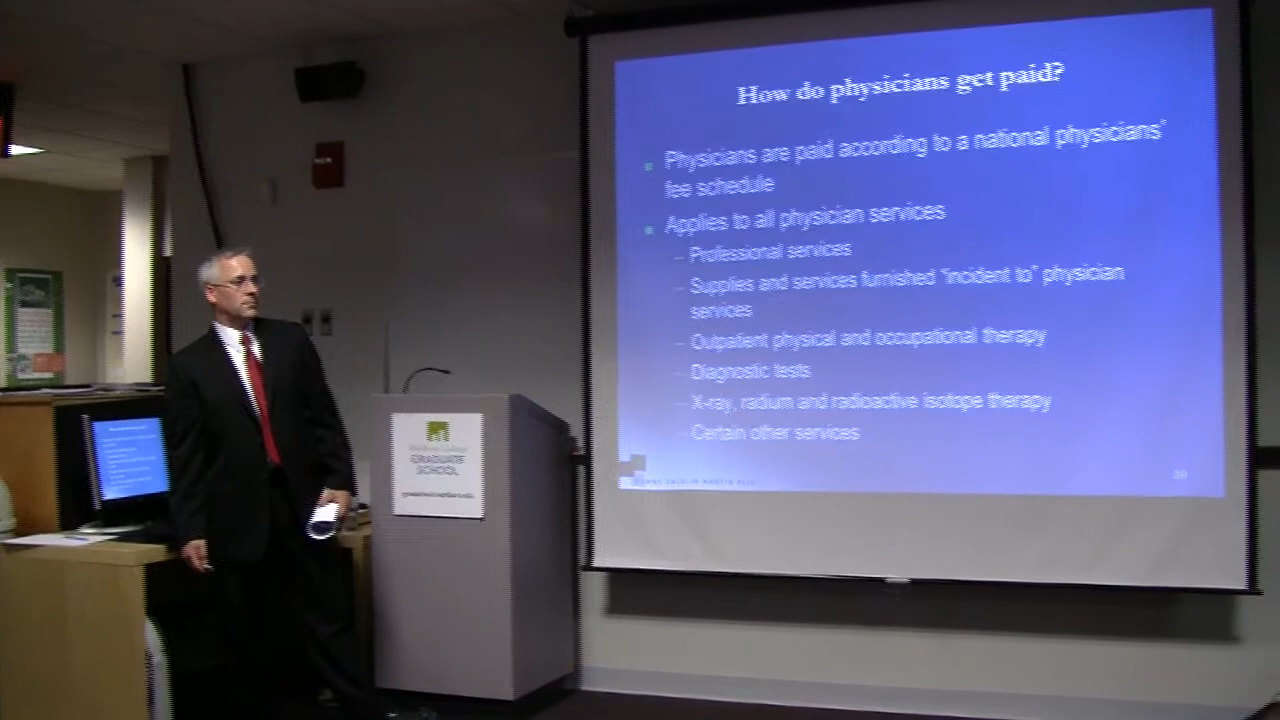 How do physicians get paid?
Physicians are paid according to a national physicians'
fee schedule
Applies to all physician services
– Professional services
– Supplies and services furnished "incident to" physician
services
– Outpatient physical and occupational therapy
– Diagnostic tests
– X-ray, radium and radioactive isotope therapy
– Certain other services
GRADUATE
SCHOOL